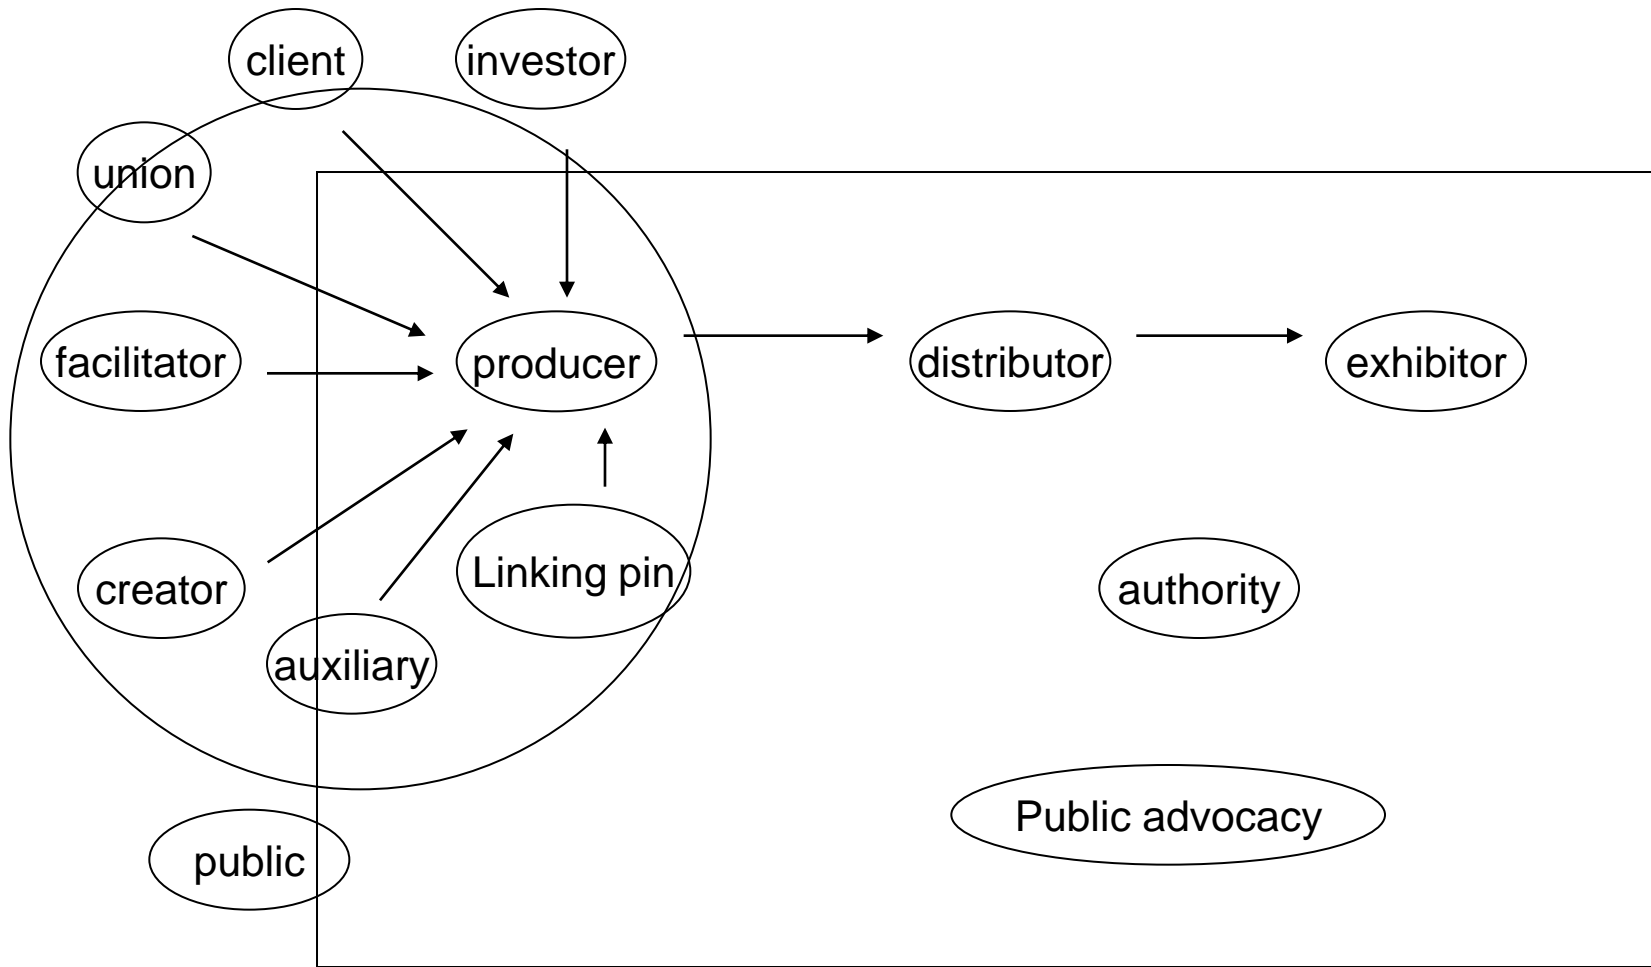 client
investor
union
facilitator
producer
distributor
exhibitor
creator
Linking pin
authority
auxiliary
Public advocacy
public